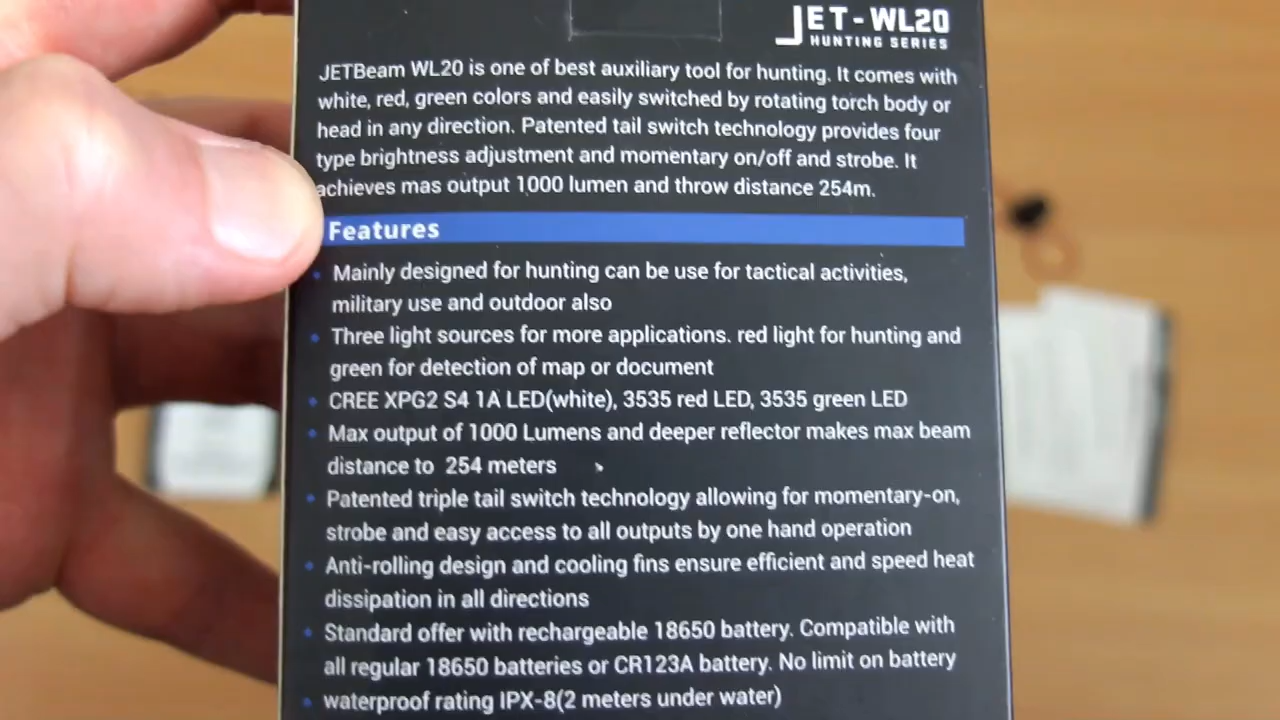 JET-WL20
HUNTING SERIES
JETBeam WL20 is one of best auxiliary tool for hunting. It comes with
white, red, green colors and easily switched by rotating torch body or
head in any direction. Patented tail switch technology provides four
type brightness adjustment and momentary on/off and strobe. It
achieves mas output 1000 lumen and throw distance 254m.
Features
Mainly designed for hunting can be use for tactical activities,
military use and outdoor also
Three light sources for more applications. red light for hunting and
green for detection of map or document
CREE XPG2 S4 1A LED(white), 3535 red LED, 3535 green LED
Max output of 1000 Lumens and deeper reflector makes max beam
distance to 254 meters
Patented triple tail switch technology allowing for momentary-on,
strobe and easy access to all outputs by one hand operation
Anti-rolling design and cooling fins ensure efficient and speed heat
dissipation in all directions
Standard offer with rechargeable 18650 battery. Compatible with
all regular 18650 batteries or CR123A battery. No limit on battery
waterproof rating IPX-8(2 meters under water)